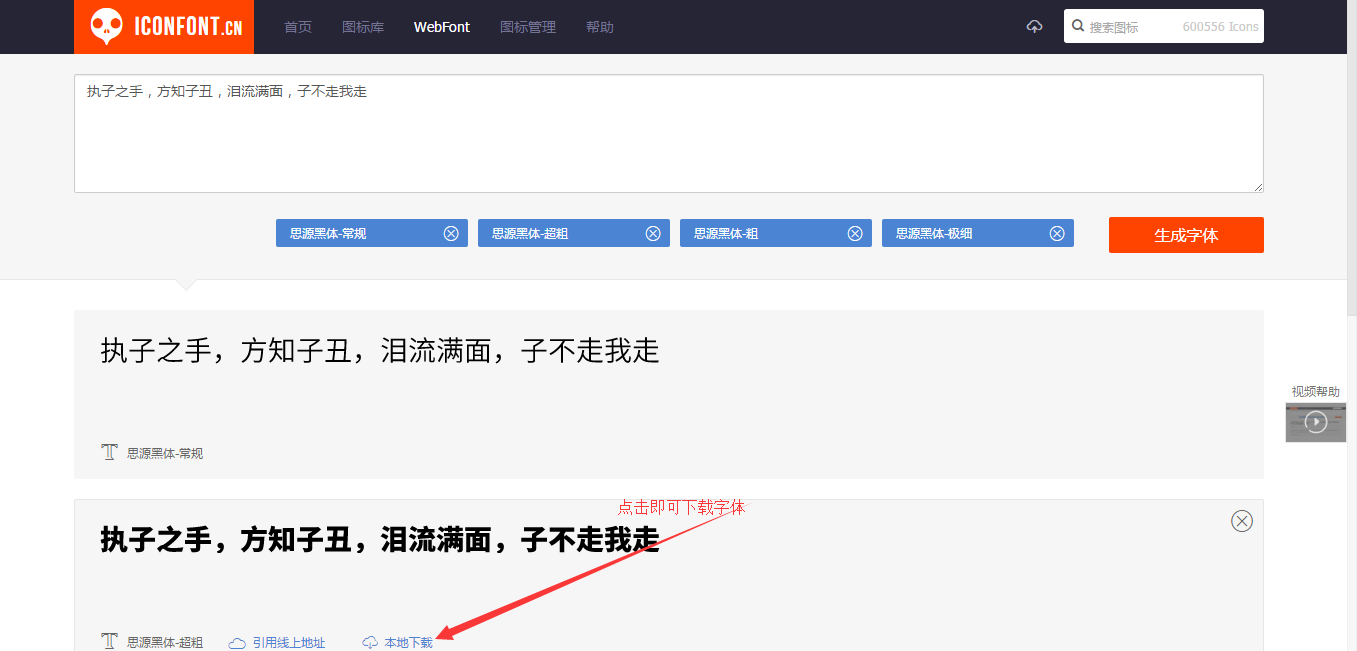 ICONFONT.CN 首页 图标库 WebFont 图标管理 帮助 搜索图标 600556 Icons
执子之手，方知子丑，泪流满面，子不走我走
思源黑体-常规 思源黑体-超粗 思源黑体-粗 思源黑体-极细 生成字体
执子之手，方知子丑，泪流满面，子不走我走
视频帮助
思源黑体-常规
点击即可下载字体
执子之手，方知子丑，泪流满面，子不走我走
思源黑体-超粗 引用线上地址 本地下载